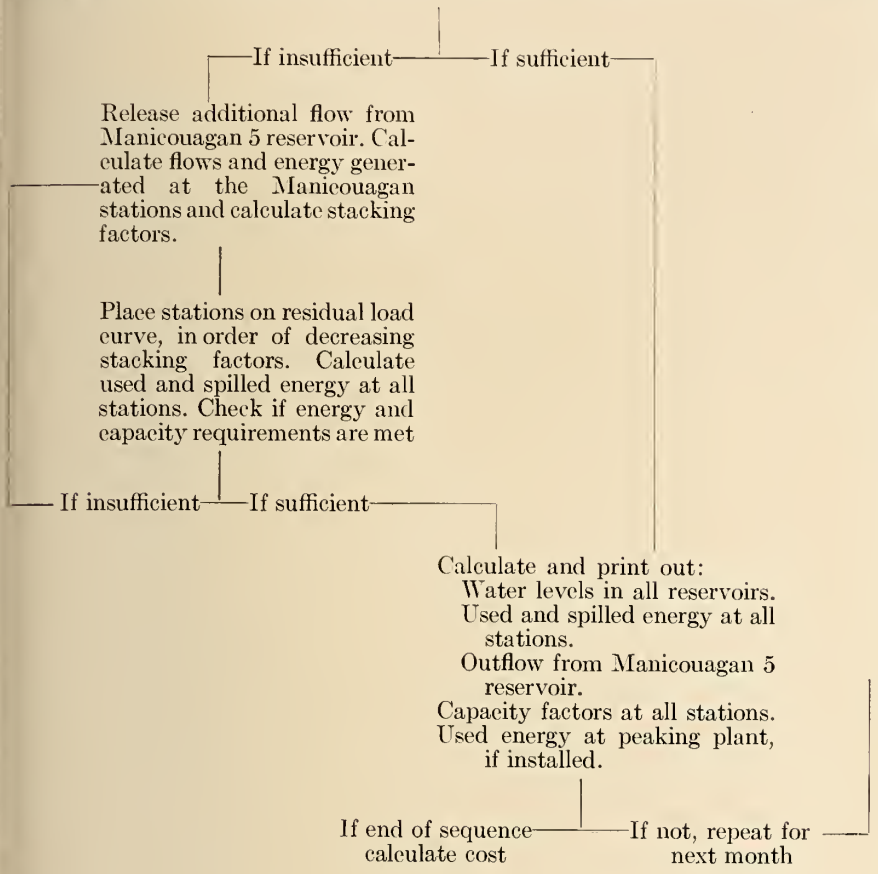 If insufficient If sufficient
Release additional flow from
Manicouagan 5 reservoir. Cal-
culate flows and energy gener-
ated at the Manicouagan
stations and calculate stacking
factors.
Place stations on residual load
curve, in order of decreasing
stacking factors. Calculate
used and spilled energy at all
stations. Check if energy and
capacity requirements are met
If insufficient If sufficient
Calculate and print out:
Water levels in all reservoirs.
Used and spilled energy at all
stations.
Outflow from Manicouagan 5
reservoir.
Capacity factors at all stations.
Used energy at peaking plant,
if installed.
If end of sequence
calculate cost
If not, repeat for
next month